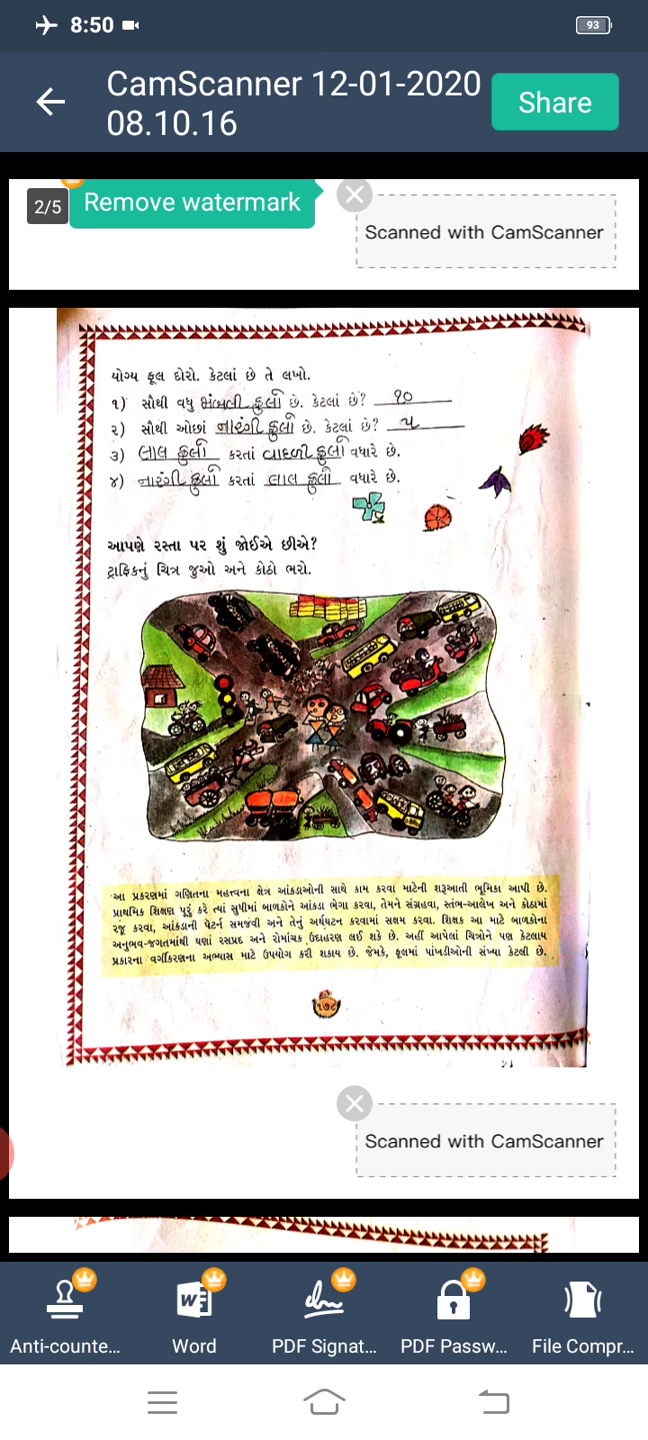 8:50
93
CamScanner 12-01-2020
08.10.16
Share
2/5
Remove watermark
Scanned with CamScanner
યોગ્ય ફૂલ દોરો. કેટલાં છે તે લખો.
૧) સૌથી વધુ જાંબલી ફુલો છે. કેટલાં છે? ૧૦
૨) સૌથી ઓછાં નારંગી ફુલો છે. કેટલાં છે? ૫
૩) લાલ ફુલો કરતાં વાદળી ફુલો વધારે છે.
૪) નારંગી ફુલો કરતાં લાલ ફુલો વધારે છે.
આપણે રસ્તા પર શું જોઈએ છીએ?
ટ્રાફિકનું ચિત્ર જુઓ અને કોઠો ભરો.
આ પ્રકરણમાં ગણિતના મહત્ત્વના ક્ષેત્ર આંકડાઓની સાથે કામ કરવા માટેની શરૂઆતી ભૂમિકા આપી છે.
પ્રાથમિક શિક્ષણ પૂરું કરે ત્યાં સુધીમાં બાળકોને આંકડા ભેગા કરવા, તેમને સંગ્રહવા, સ્તંભ-આલેખ અને કોઠામાં
રજૂ કરવા, આંકડાની પેટર્ન સમજવી અને તેનું અર્થઘટન કરવામાં સક્ષમ કરવા. શિક્ષક આ માટે બાળકોના
અનુભવ-જગતમાંથી ઘણાં રસપ્રદ અને રોમાંચક ઉદાહરણ લઈ શકે છે. અહીં આપેલાં ચિત્રોને પણ કેટલાય
પ્રકારના વર્ગીકરણના અભ્યાસ માટે ઉપયોગ કરી શકાય છે. જેમકે, ફૂલમાં પાંખડીઓની સંખ્યા કેટલી છે.
૧૭૮
Scanned with CamScanner
Anti-counte... Word PDF Signat... PDF Passw... File Compr...